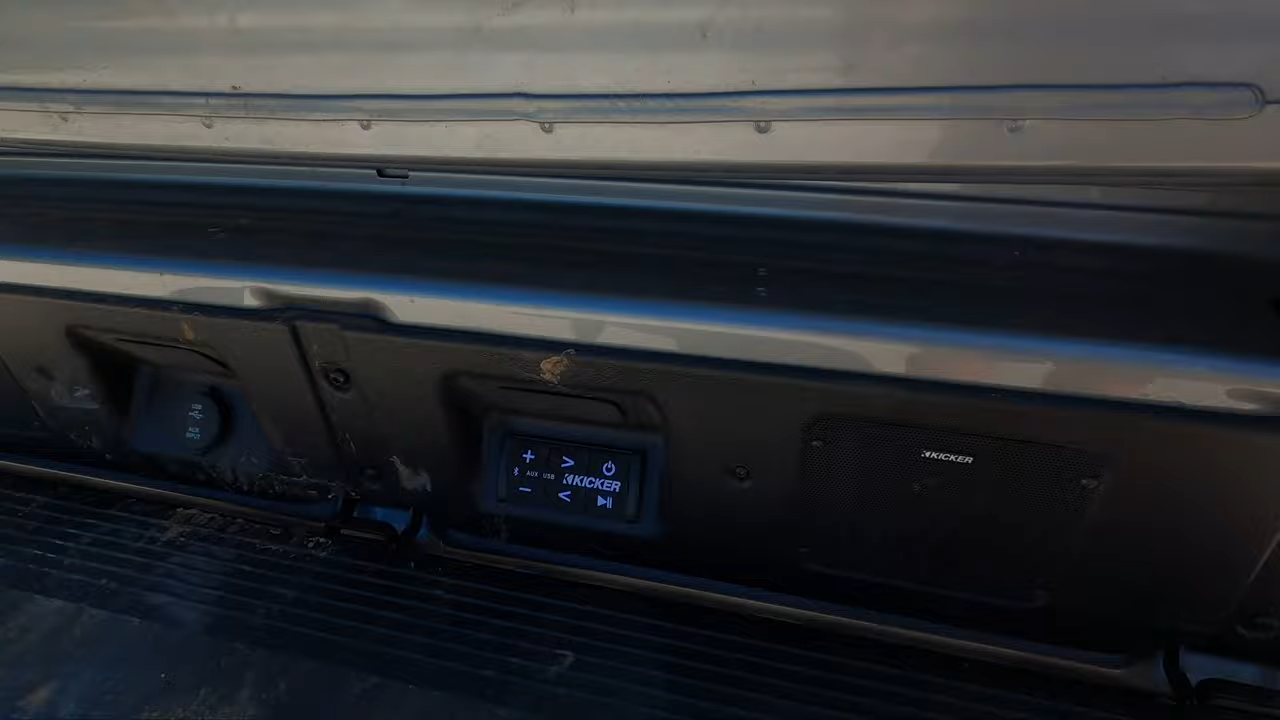 USB
AUX
INPUT
+ > ⏻
AUX USB KICKER
− < ▶||
KICKER